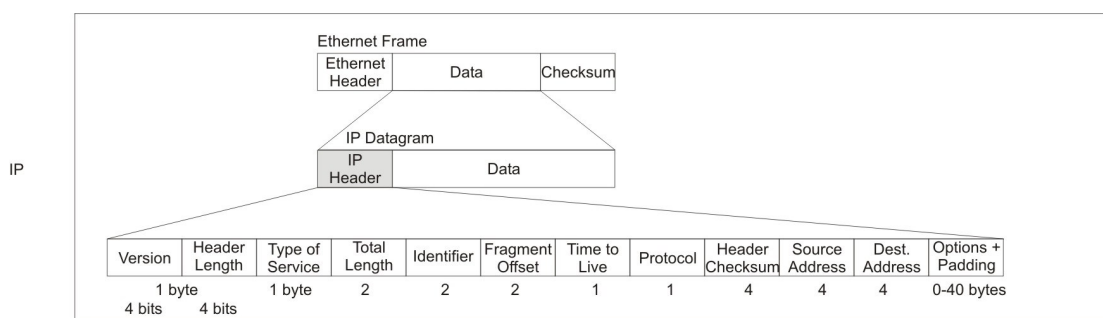 Ethernet Frame
Ethernet
Header
Data
Checksum
IP Datagram
IP
IP
Header
Data
Version
Header
Length
Type of
Service
Total
Length
Identifier
Fragment
Offset
Time to
Live
Protocol
Header
Checksum
Source
Address
Dest.
Address
Options +
Padding
1 byte 1 byte 2 2 2 1 1 4 4 4 0-40 bytes
4 bits 4 bits